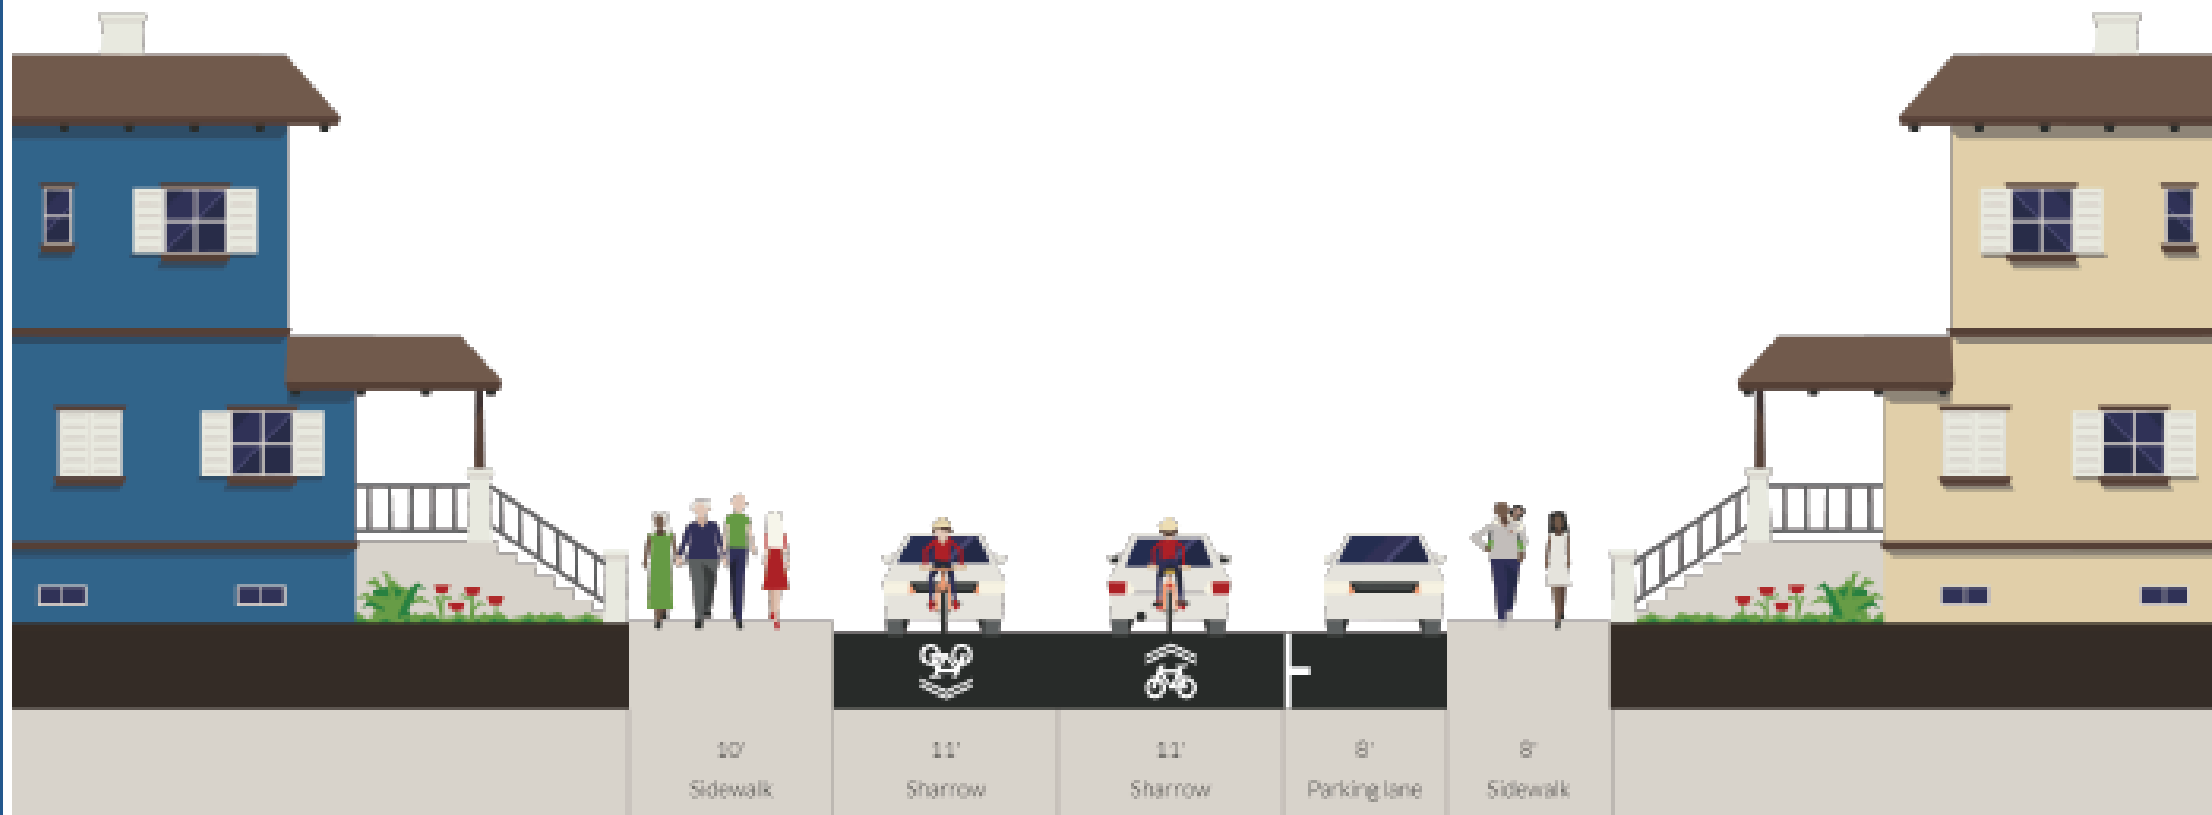 10' 11' 11' 8' 8'
Sidewalk Sharrow Sharrow Parking lane Sidewalk